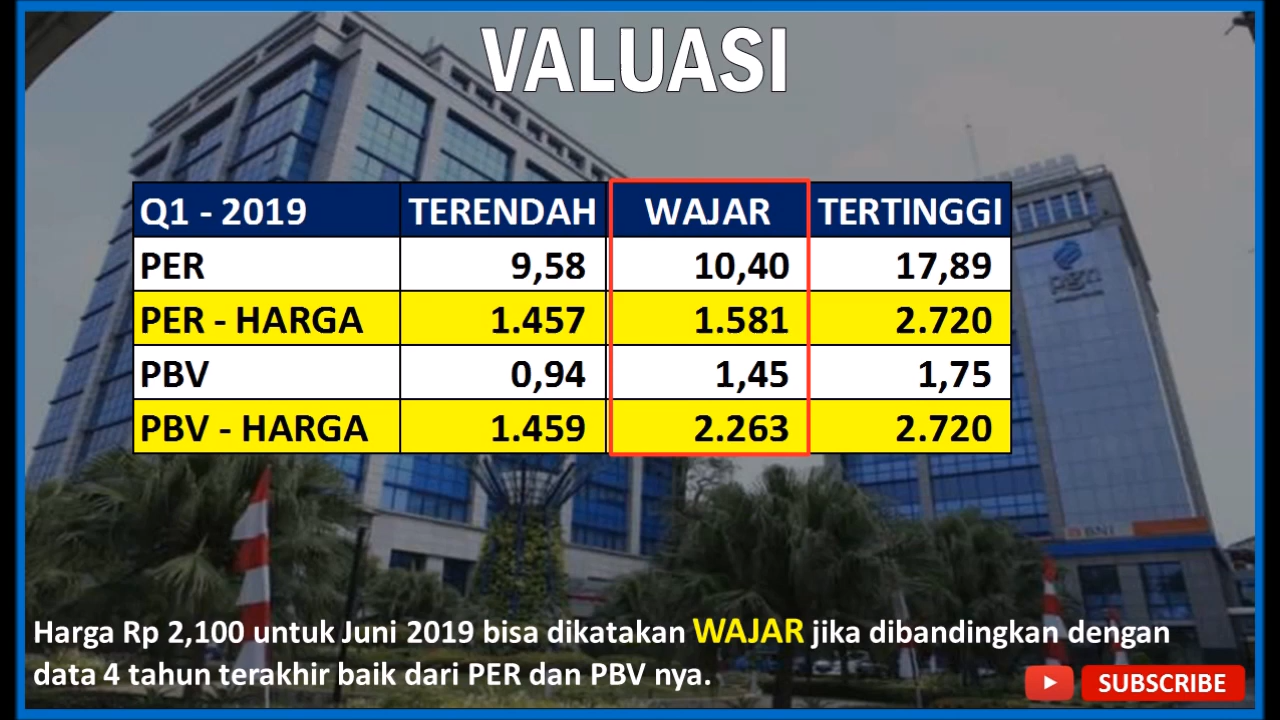 VALUASI
Q1 - 2019 TERENDAH WAJAR TERTINGGI
PER 9,58 10,40 17,89
PER - HARGA 1.457 1.581 2.720
PBV 0,94 1,45 1,75
PBV - HARGA 1.459 2.263 2.720
PGN
BNI
Harga Rp 2,100 untuk Juni 2019 bisa dikatakan WAJAR jika dibandingkan dengan
data 4 tahun terakhir baik dari PER dan PBV nya.
SUBSCRIBE